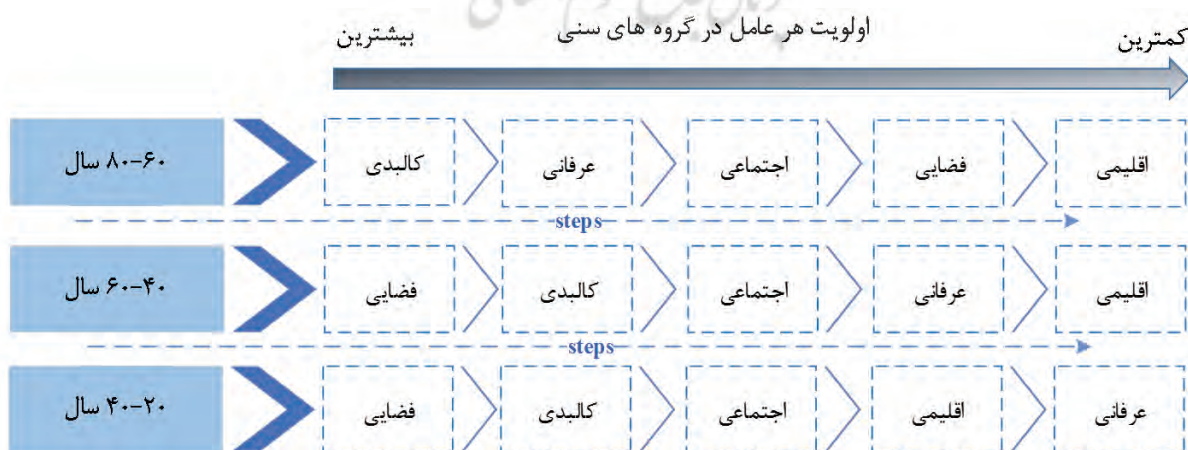 اولویت هر عامل در گروه های سنی
بیشترین
کمترین
۶۰-۸۰ سال
کالبدی
عرفانی
اجتماعی
فضایی
اقلیمی
steps
۴۰-۶۰ سال
فضایی
کالبدی
اجتماعی
عرفانی
اقلیمی
steps
۲۰-۴۰ سال
فضایی
کالبدی
اجتماعی
اقلیمی
عرفانی